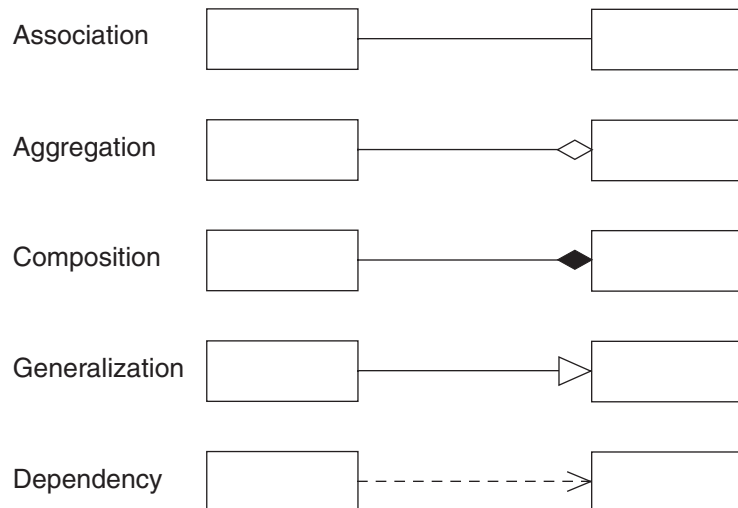 Association
Aggregation
Composition
Generalization
Dependency